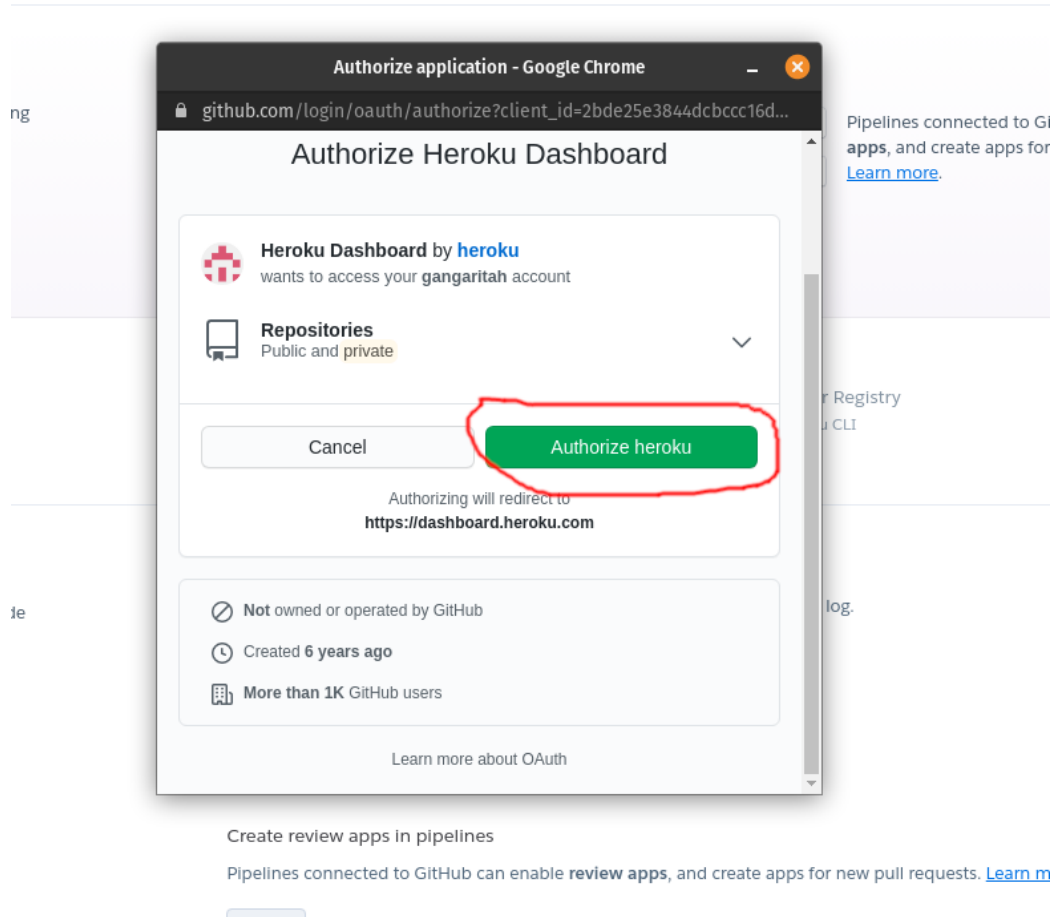 Authorize application - Google Chrome
ng
github.com/login/oauth/authorize?client_id=2bde25e3844dcbccc16d...
Pipelines connected to Gi
apps, and create apps for
Learn more.
Authorize Heroku Dashboard
Heroku Dashboard by heroku
wants to access your gangaritah account
Repositories
Public and private
r Registry
u CLI
Cancel
Authorize heroku
Authorizing will redirect to
https://dashboard.heroku.com
de
log.
Not owned or operated by GitHub
Created 6 years ago
More than 1K GitHub users
Learn more about OAuth
Create review apps in pipelines
Pipelines connected to GitHub can enable review apps, and create apps for new pull requests. Learn m